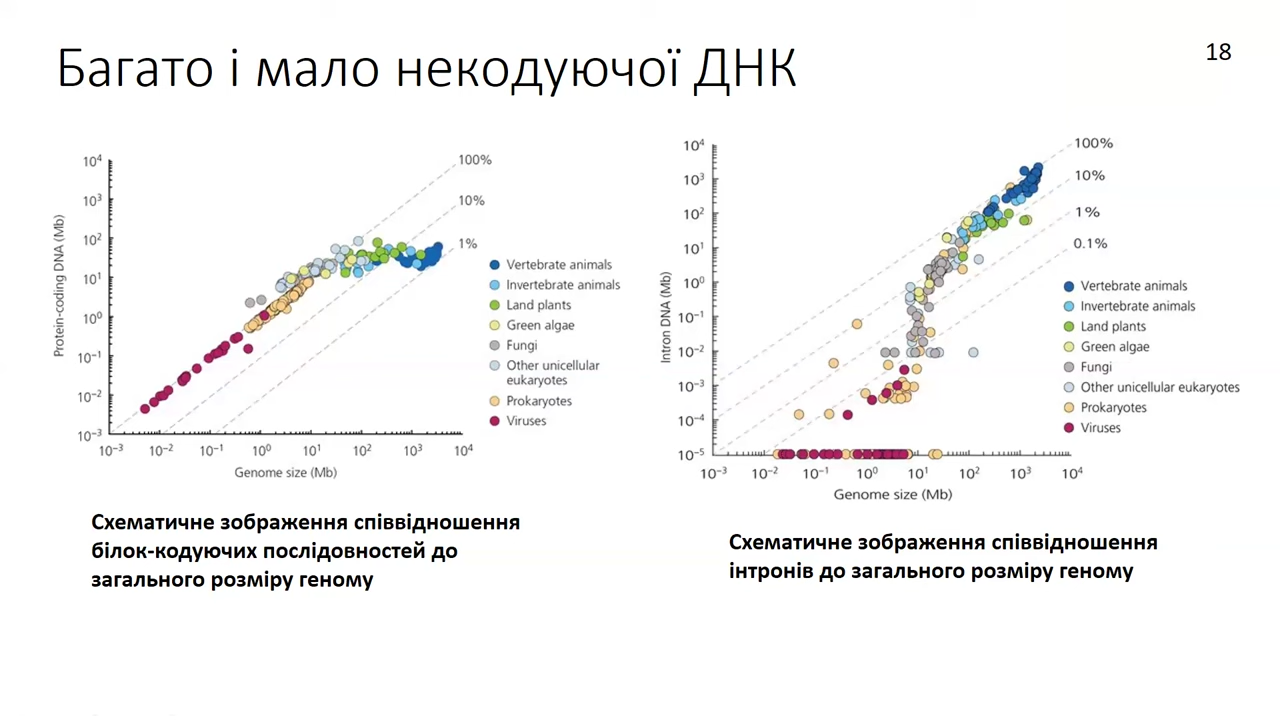 Багато і мало некодуючої ДНК
18
10⁴
10³
10²
10¹
10⁰
10⁻¹
10⁻²
10⁻³
Protein-coding DNA (Mb)
10⁻³ 10⁻² 10⁻¹ 10⁰ 10¹ 10² 10³ 10⁴
Genome size (Mb)
100%
10%
1%
Vertebrate animals
Invertebrate animals
Land plants
Green algae
Fungi
Other unicellular
eukaryotes
Prokaryotes
Viruses
Схематичне зображення співвідношення
білок-кодуючих послідовностей до
загального розміру геному
10⁴
10³
10²
10¹
10⁰
10⁻¹
10⁻²
10⁻³
10⁻⁴
10⁻⁵
Intron DNA (Mb)
10⁻³ 10⁻² 10⁻¹ 10⁰ 10¹ 10² 10³ 10⁴
Genome size (Mb)
100%
10%
1%
0.1%
Vertebrate animals
Invertebrate animals
Land plants
Green algae
Fungi
Other unicellular eukaryotes
Prokaryotes
Viruses
Схематичне зображення співвідношення
інтронів до загального розміру геному